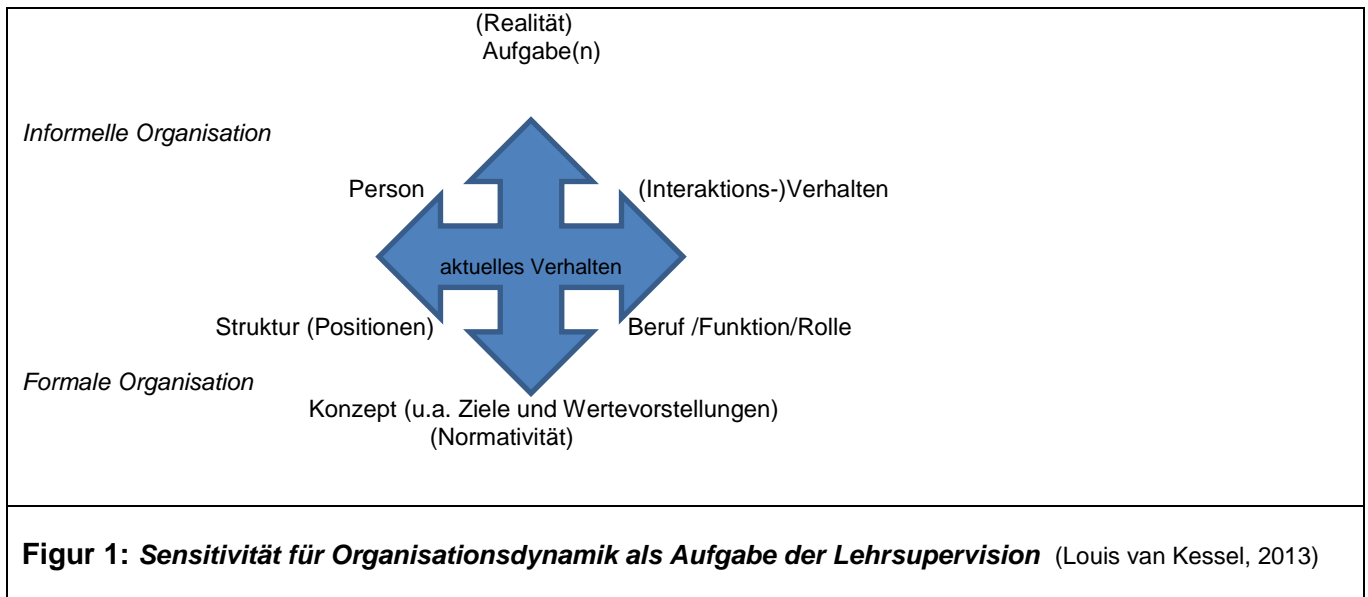 (Realität)
Aufgabe(n)
Informelle Organisation
Person
(Interaktions-)Verhalten
aktuelles Verhalten
Struktur (Positionen)
Beruf /Funktion/Rolle
Formale Organisation
Konzept (u.a. Ziele und Wertevorstellungen)
(Normativität)
Figur 1: Sensitivität für Organisationsdynamik als Aufgabe der Lehrsupervision (Louis van Kessel, 2013)